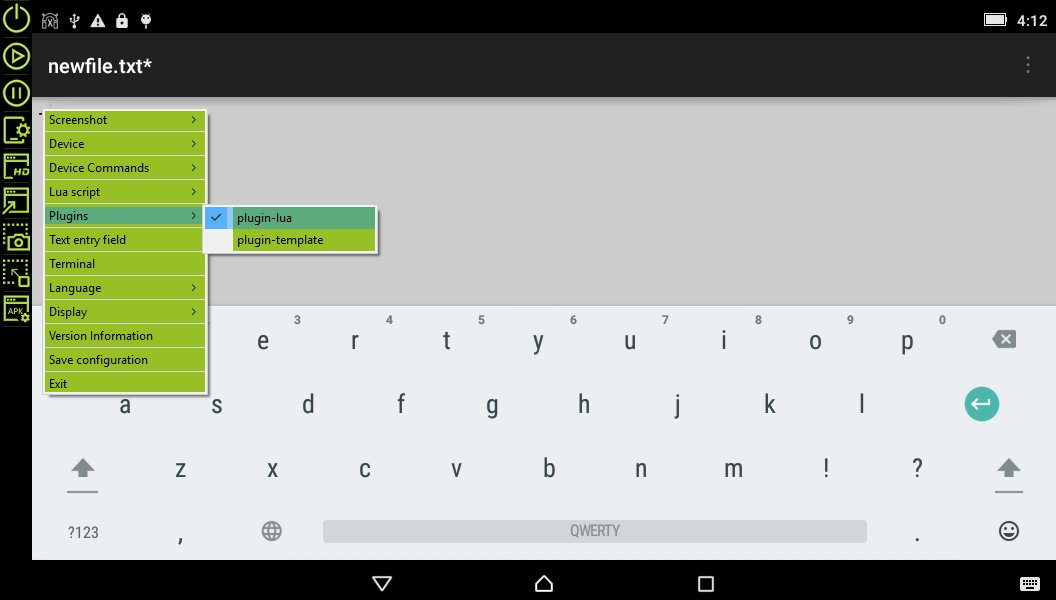 4:12
newfile.txt*
Screenshot
Device
Device Commands
Lua script
Plugins
plugin-lua
plugin-template
Text entry field
Terminal
Language
Display
Version Information
Save configuration
Exit
HD
APK
3 4 5 6 7 8 9 0
e r t y u i o p
a s d f g h j k l
z x c v b n m ! ?
?123 , QWERTY .